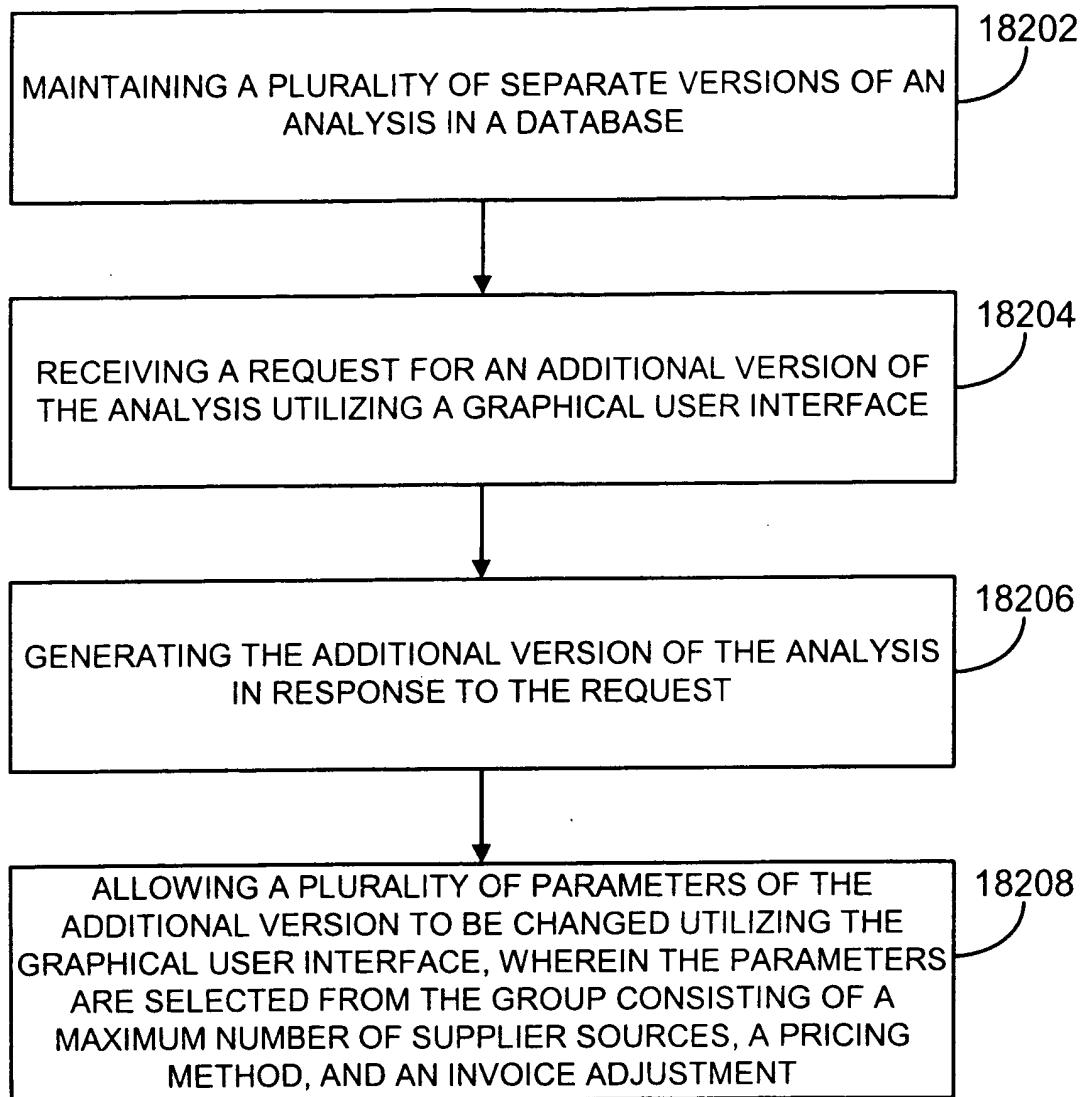 18202
MAINTAINING A PLURALITY OF SEPARATE VERSIONS OF AN
ANALYSIS IN A DATABASE
18204
RECEIVING A REQUEST FOR AN ADDITIONAL VERSION OF
THE ANALYSIS UTILIZING A GRAPHICAL USER INTERFACE
18206
GENERATING THE ADDITIONAL VERSION OF THE ANALYSIS
IN RESPONSE TO THE REQUEST
18208
ALLOWING A PLURALITY OF PARAMETERS OF THE
ADDITIONAL VERSION TO BE CHANGED UTILIZING THE
GRAPHICAL USER INTERFACE, WHEREIN THE PARAMETERS
ARE SELECTED FROM THE GROUP CONSISTING OF A
MAXIMUM NUMBER OF SUPPLIER SOURCES, A PRICING
METHOD, AND AN INVOICE ADJUSTMENT